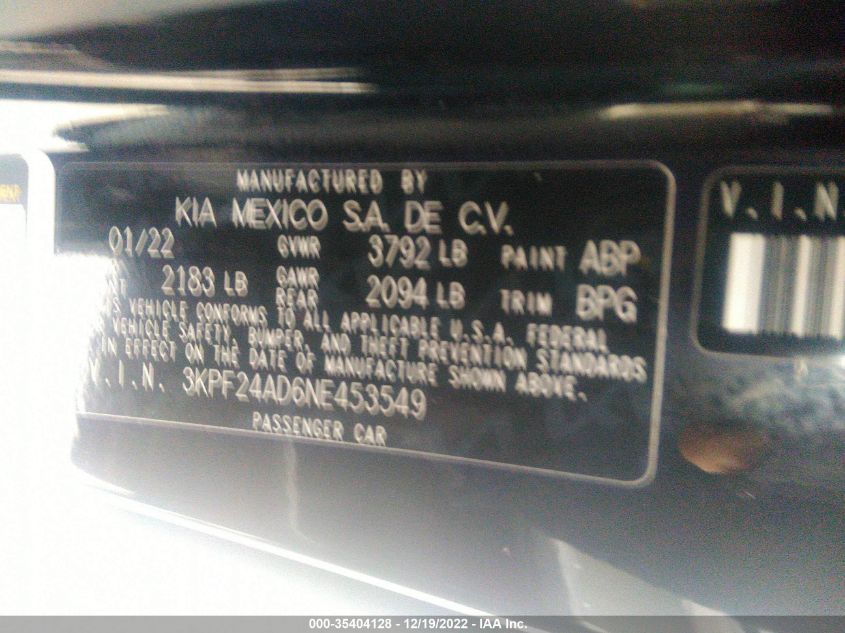 MANUFACTURED BY
KIA MEXICO S.A. DE C.V.
01/22 GVWR 3792 LB PAINT ABP
2183 LB GAWR REAR 2094 LB TRIM BPG
VEHICLE CONFORMS TO ALL APPLICABLE U.S.A. FEDERAL
VEHICLE SAFETY, BUMPER, AND THEFT PREVENTION STANDARDS
IN EFFECT ON THE DATE OF MANUFACTURE SHOWN ABOVE.
V.I.N. 3KPF24AD6NE453549
PASSENGER CAR
V.I.N.
000-35404128 - 12/19/2022 - IAA Inc.